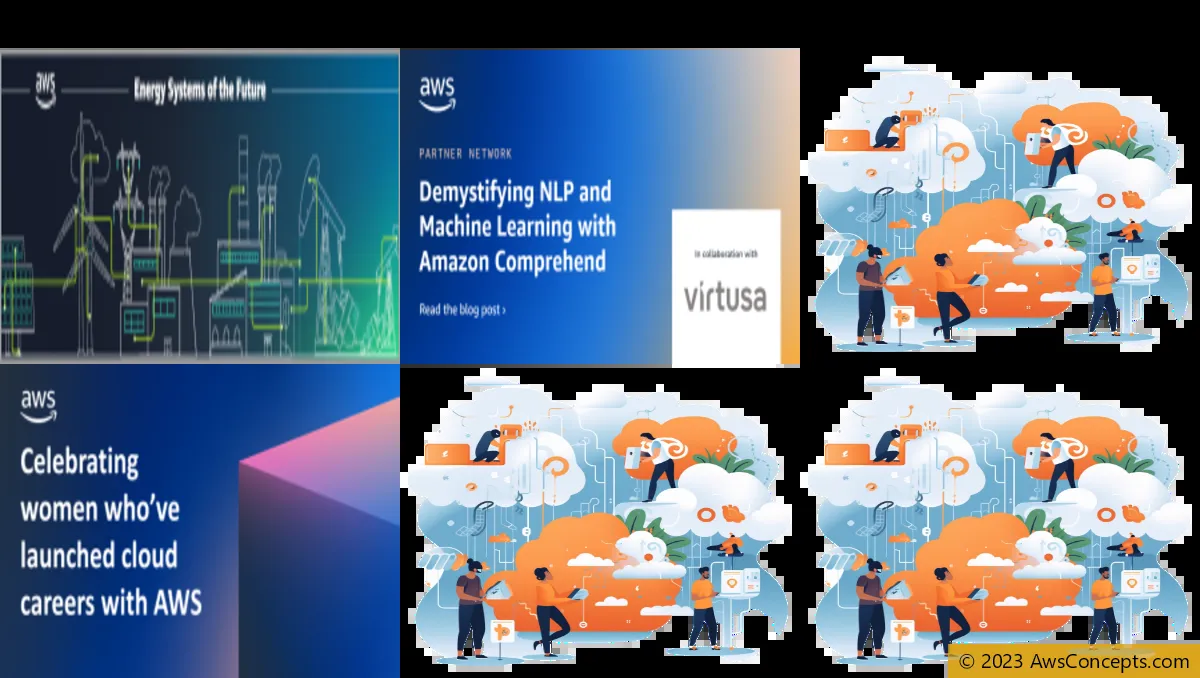 aws
Energy Systems of the Future
aws
PARTNER NETWORK
Demystifying NLP and
Machine Learning with
Amazon Comprehend
Read the blog post ›
In collaboration with
virtusa
aws
Celebrating
women who’ve
launched cloud
careers with AWS
© 2023 AwsConcepts.com